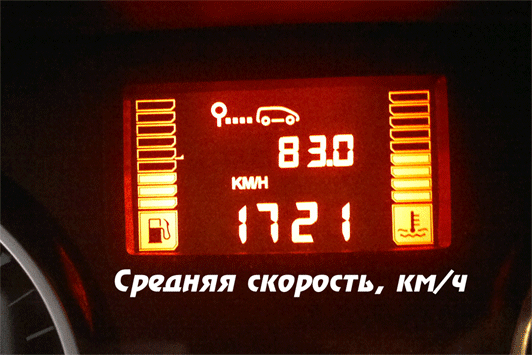 83.0
KM/H
1721
Средняя скорость, км/ч